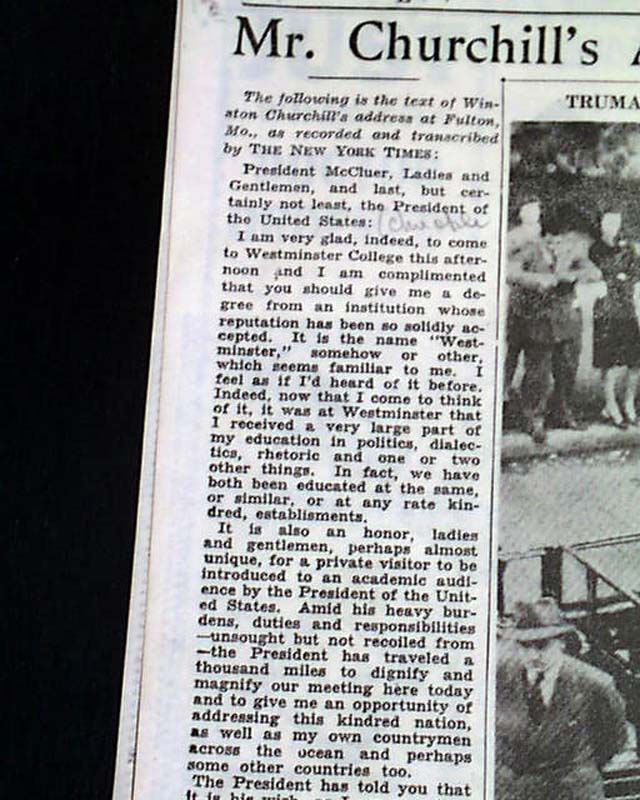 Mr. Churchill's
The following is the text of Win-
ston Churchill's address at Fulton,
Mo., as recorded and transcribed
by THE NEW YORK TIMES:
President McCluer, Ladies and
Gentlemen, and last, but cer-
tainly not least, the President of
the United States:
I am very glad, indeed, to come
to Westminster College this after-
noon and I am complimented
that you should give me a de-
gree from an institution whose
reputation has been so solidly ac-
cepted. It is the name "West-
minster," somehow or other,
which seems familiar to me. I
feel as if I'd heard of it before.
Indeed, now that I come to think
of it, it was at Westminster that
I received a very large part of
my education in politics, dialec-
tics, rhetoric and one or two
other things. In fact, we have
both been educated at the same,
or similar, or at any rate kin-
dred, establisments.
It is also an honor, ladies
and gentlemen, perhaps almost
unique, for a private visitor to be
introduced to an academic audi-
ence by the President of the Unit-
ed States. Amid his heavy bur-
dens, duties and responsibilities
—unsought but not recoiled from
—the President has traveled a
thousand miles to dignify and
magnify our meeting here today
and to give me an opportunity of
addressing this kindred nation,
as well as my own countrymen
across the ocean and perhaps
some other countries too.
The President has told you that
it is his wish,
TRUMA